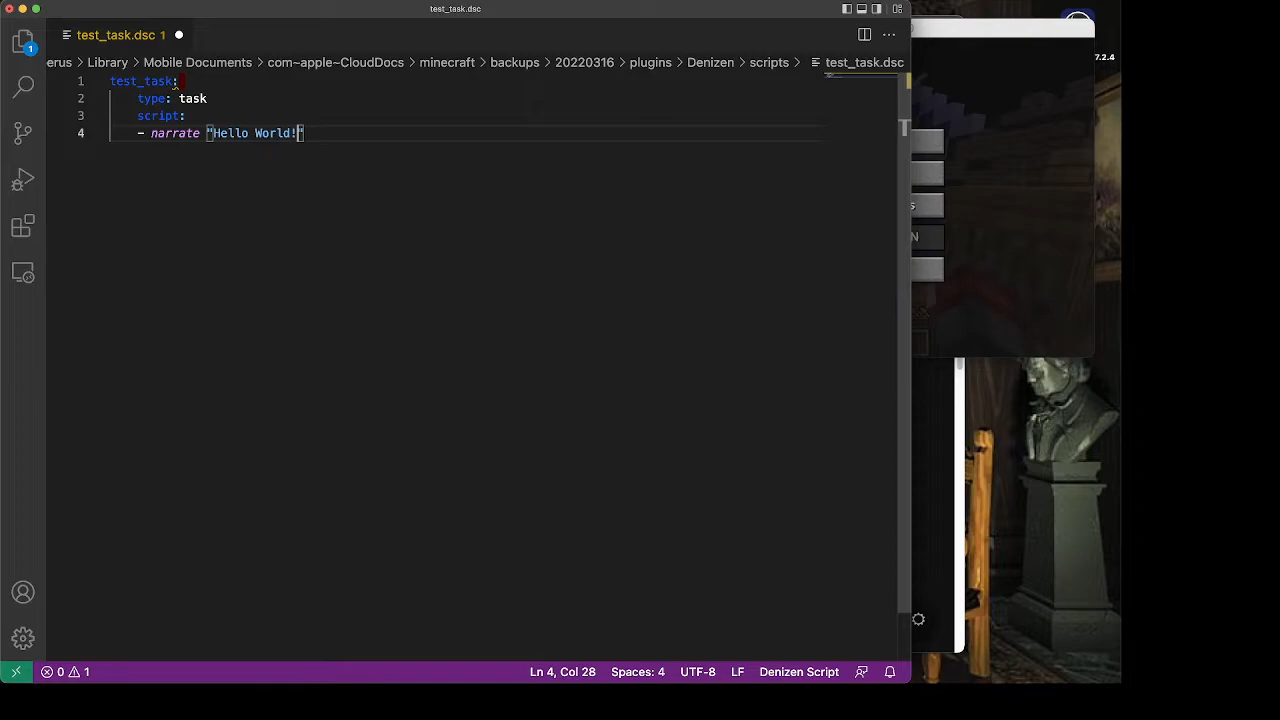 test_task.dsc
test_task.dsc 1
erus > Library > Mobile Documents > com~apple~CloudDocs > minecraft > backups > 20220316 > plugins > Denizen > scripts > test_task.dsc
1 test_task:
2 type: task
3 script:
4 - narrate "Hello World!"
1
7.2.4
s
N
0 1
Ln 4, Col 28 Spaces: 4 UTF-8 LF Denizen Script